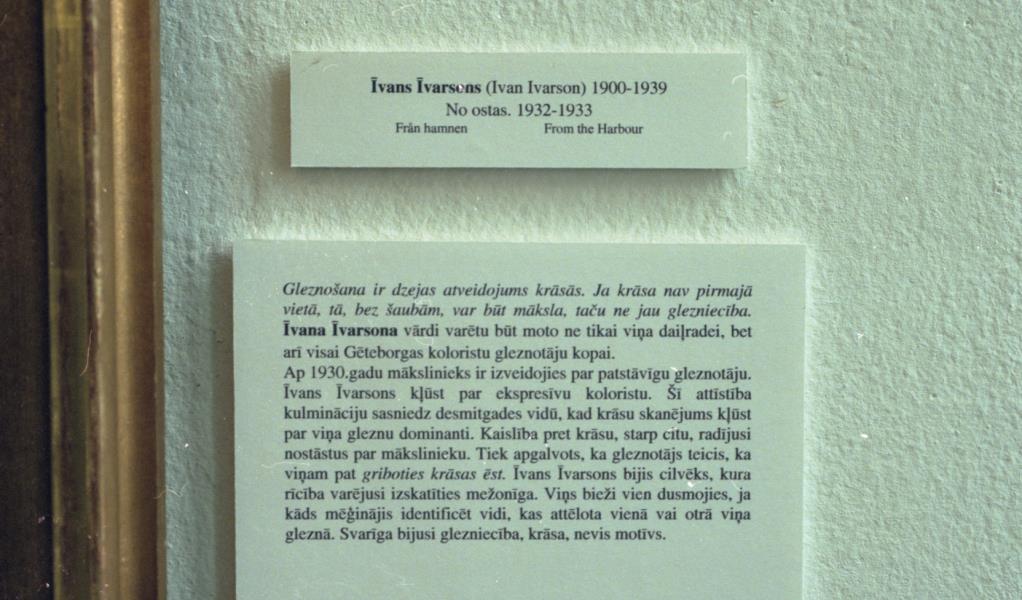 Īvans Īvarsons (Ivan Ivarson) 1900-1939
No ostas. 1932-1933
Från hamnen From the Harbour
Gleznošana ir dzejas atveidojums krāsās. Ja krāsa nav pirmajā
vietā, tā, bez šaubām, var būt māksla, taču ne jau glezniecība.
Īvana Īvarsona vārdi varētu būt moto ne tikai viņa daiļradei, bet
arī visai Gēteborgas koloristu gleznotāju kopai.
Ap 1930.gadu mākslinieks ir izveidojies par patstāvīgu gleznotāju.
Īvans Īvarsons kļūst par ekspresīvu koloristu. Šī attīstība
kulmināciju sasniedz desmitgades vidū, kad krāsu skanējums kļūst
par viņa gleznu dominanti. Kaislība pret krāsu, starp citu, radījusi
nostāstus par mākslinieku. Tiek apgalvots, ka gleznotājs teicis, ka
viņam pat griboties krāsas ēst. Īvans Īvarsons bijis cilvēks, kura
rīcība varējusi izskatīties mežonīga. Viņš bieži vien dusmojies, ja
kāds mēģinājis identificēt vidi, kas attēlota vienā vai otrā viņa
gleznā. Svarīga bijusi glezniecība, krāsa, nevis motīvs.